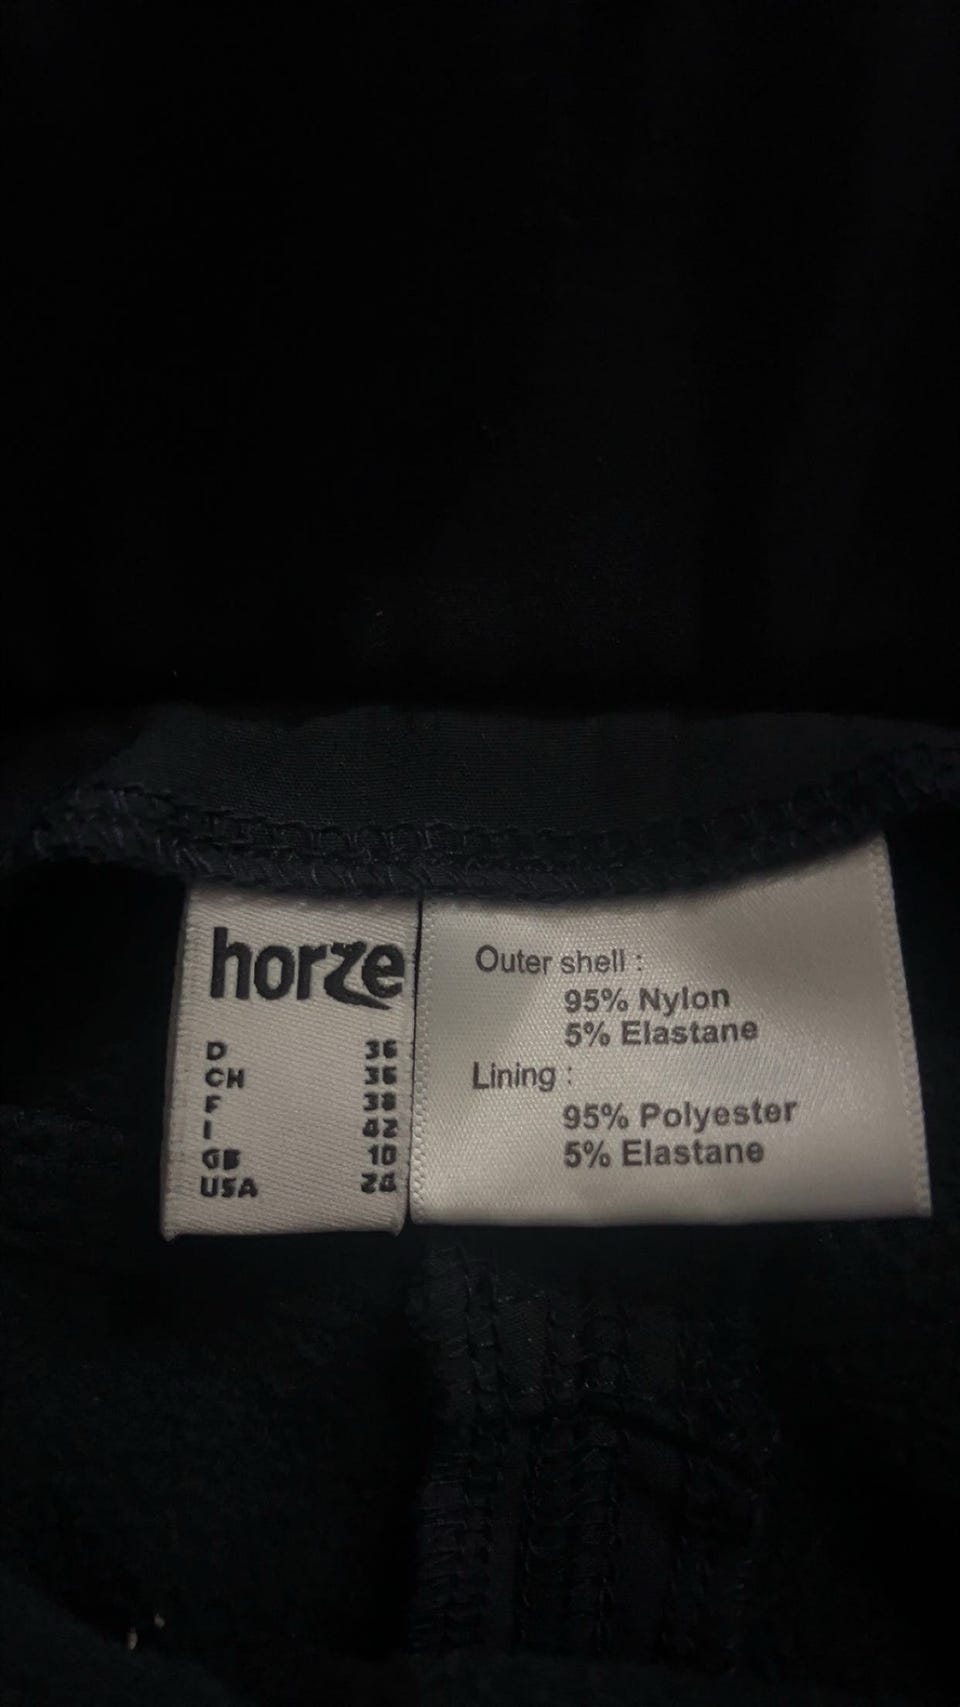 horze
D 36
CH 36
F 38
I 42
GB 10
USA
Outer shell :
95% Nylon
5% Elastane
Lining :
95% Polyester
5% Elastane